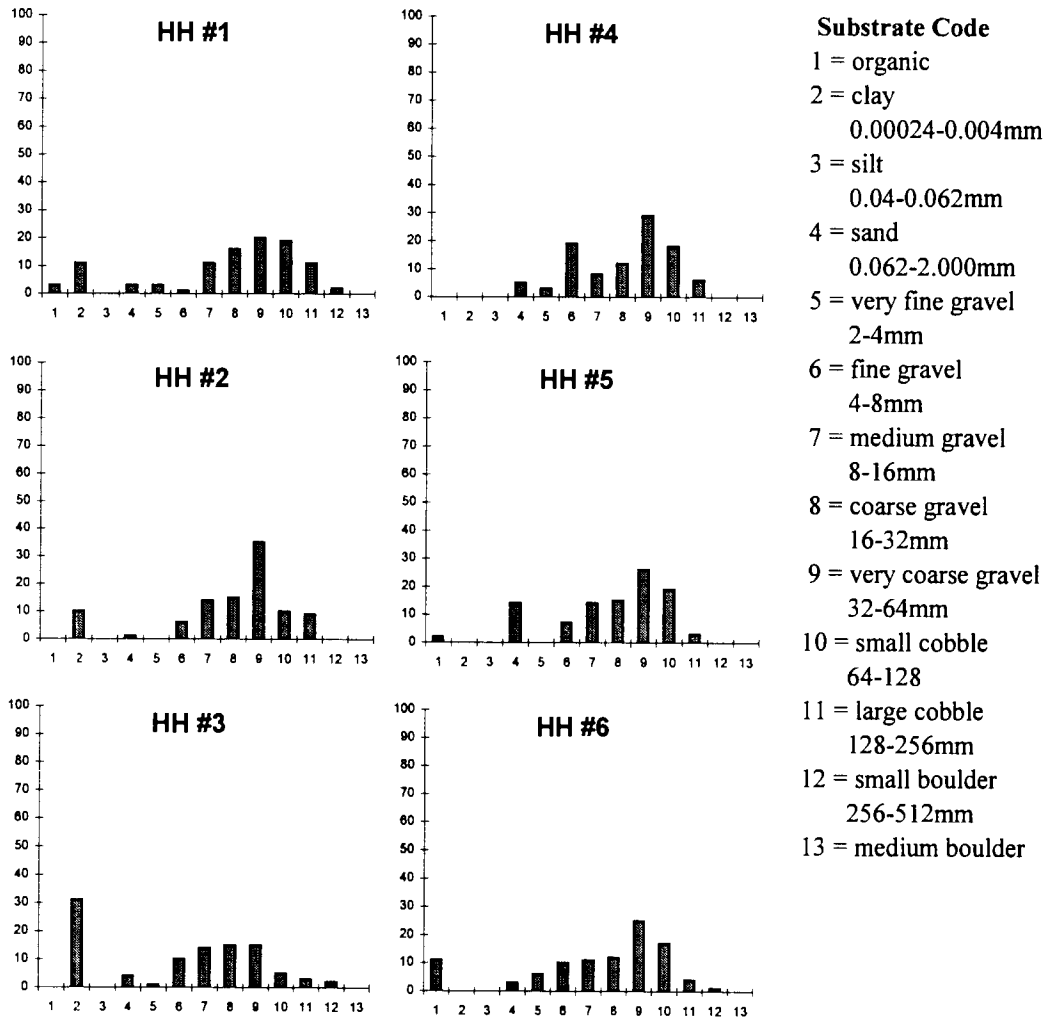 HH #1
100
90
80
70
60
50
40
30
20
10
0
1 2 3 4 5 6 7 8 9 10 11 12 13
HH #4
100
90
80
70
60
50
40
30
20
10
0
1 2 3 4 5 6 7 8 9 10 11 12 13
HH #2
100
90
80
70
60
50
40
30
20
10
0
1 2 3 4 5 6 7 8 9 10 11 12 13
HH #5
100
90
80
70
60
50
40
30
20
10
0
1 2 3 4 5 6 7 8 9 10 11 12 13
HH #3
100
90
80
70
60
50
40
30
20
10
0
1 2 3 4 5 6 7 8 9 10 11 12 13
HH #6
100
90
80
70
60
50
40
30
20
10
0
1 2 3 4 5 6 7 8 9 10 11 12 13
Substrate Code
1 = organic
2 = clay
0.00024-0.004mm
3 = silt
0.04-0.062mm
4 = sand
0.062-2.000mm
5 = very fine gravel
2-4mm
6 = fine gravel
4-8mm
7 = medium gravel
8-16mm
8 = coarse gravel
16-32mm
9 = very coarse gravel
32-64mm
10 = small cobble
64-128
11 = large cobble
128-256mm
12 = small boulder
256-512mm
13 = medium boulder